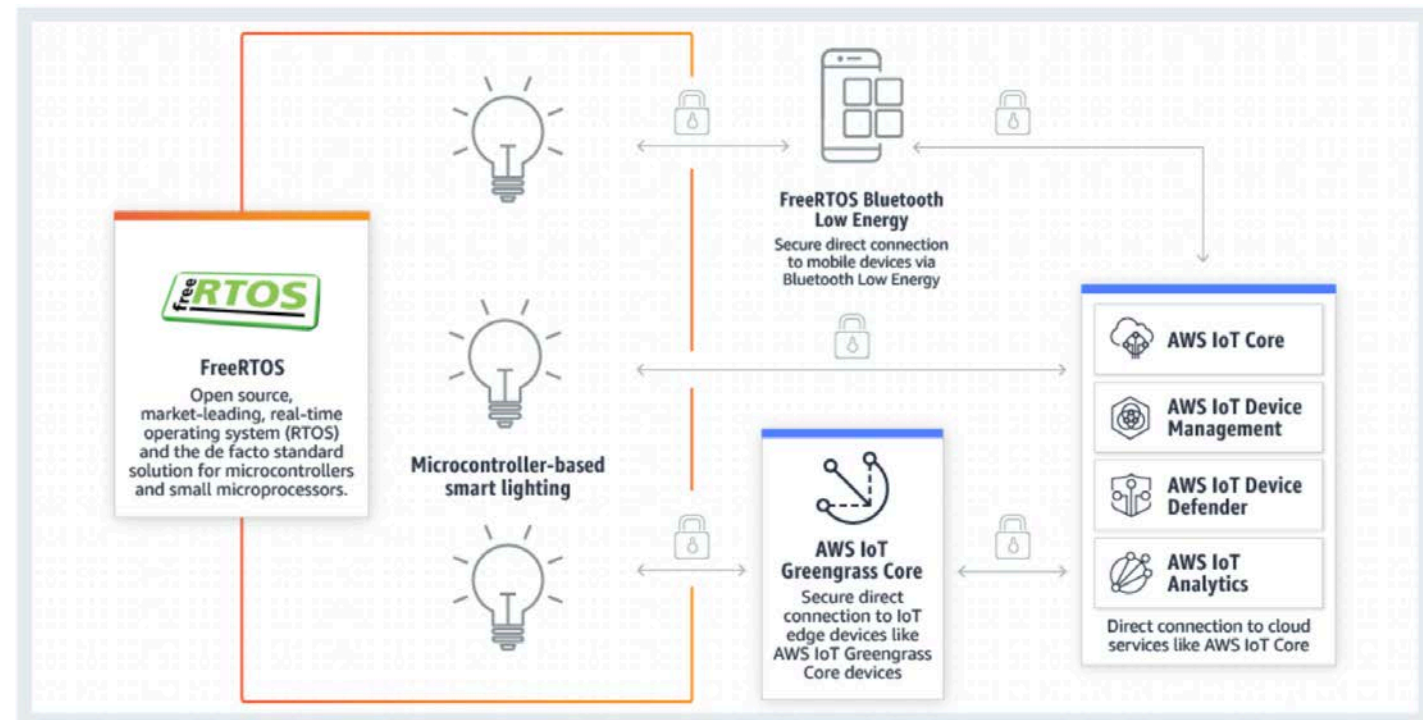 free RTOS
FreeRTOS
Open source,
market-leading, real-time
operating system (RTOS)
and the de facto standard
solution for microcontrollers
and small microprocessors.
Microcontroller-based
smart lighting
FreeRTOS Bluetooth
Low Energy
Secure direct connection
to mobile devices via
Bluetooth Low Energy
AWS IoT
Greengrass Core
Secure direct
connection to IoT
edge devices like
AWS IoT Greengrass
Core devices
AWS IoT Core
AWS IoT Device
Management
AWS IoT Device
Defender
AWS IoT
Analytics
Direct connection to cloud
services like AWS IoT Core